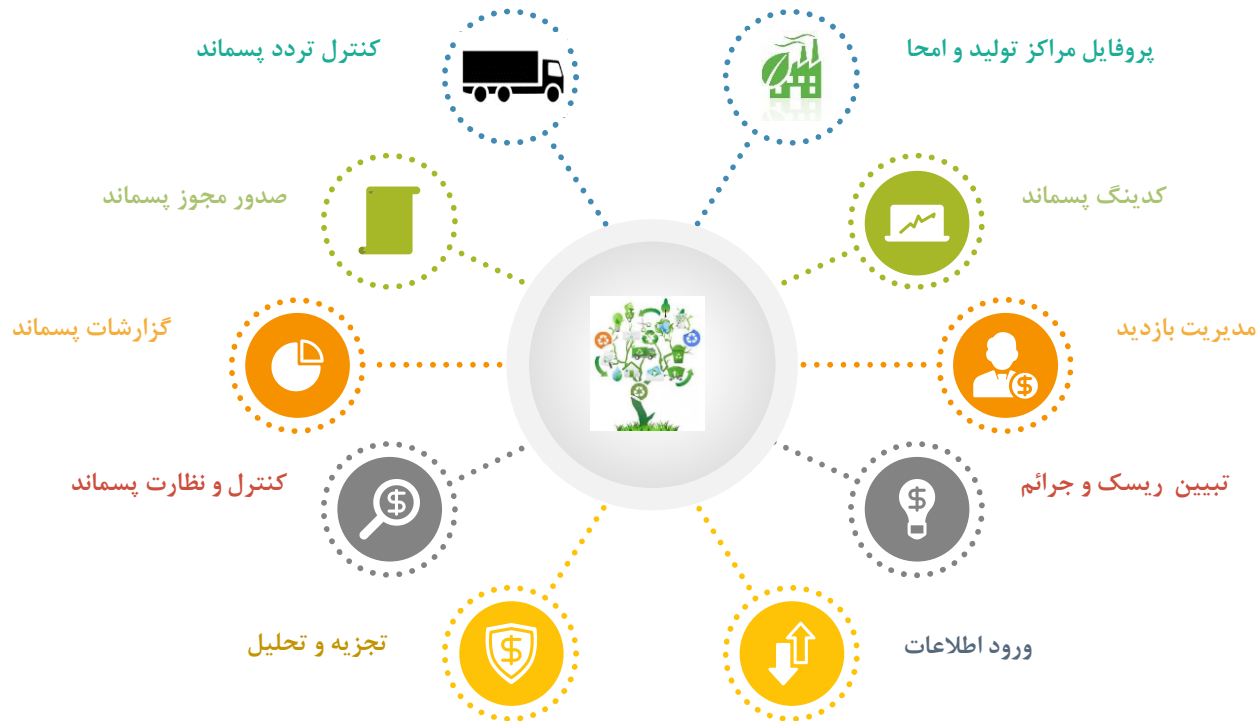 پروفایل مراکز تولید و امحا
کنترل تردد پسماند
کدینگ پسماند
صدور مجوز پسماند
مدیریت بازدید
گزارشات پسماند
تبیین ریسک و جرائم
کنترل و نظارت پسماند
ورود اطلاعات
تجزیه و تحلیل